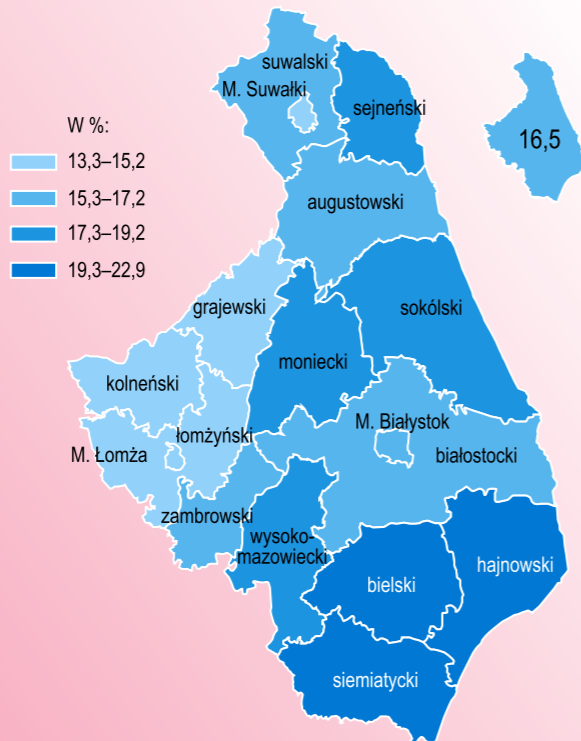 suwalski
M. Suwałki
sejneński
16,5
W %:
13,3–15,2
15,3–17,2
17,3–19,2
19,3–22,9
augustowski
grajewski
sokólski
moniecki
kolneński
M. Białystok
łomżyński
M. Łomża
białostocki
zambrowski
wysoko-
mazowiecki
hajnowski
bielski
siemiatycki